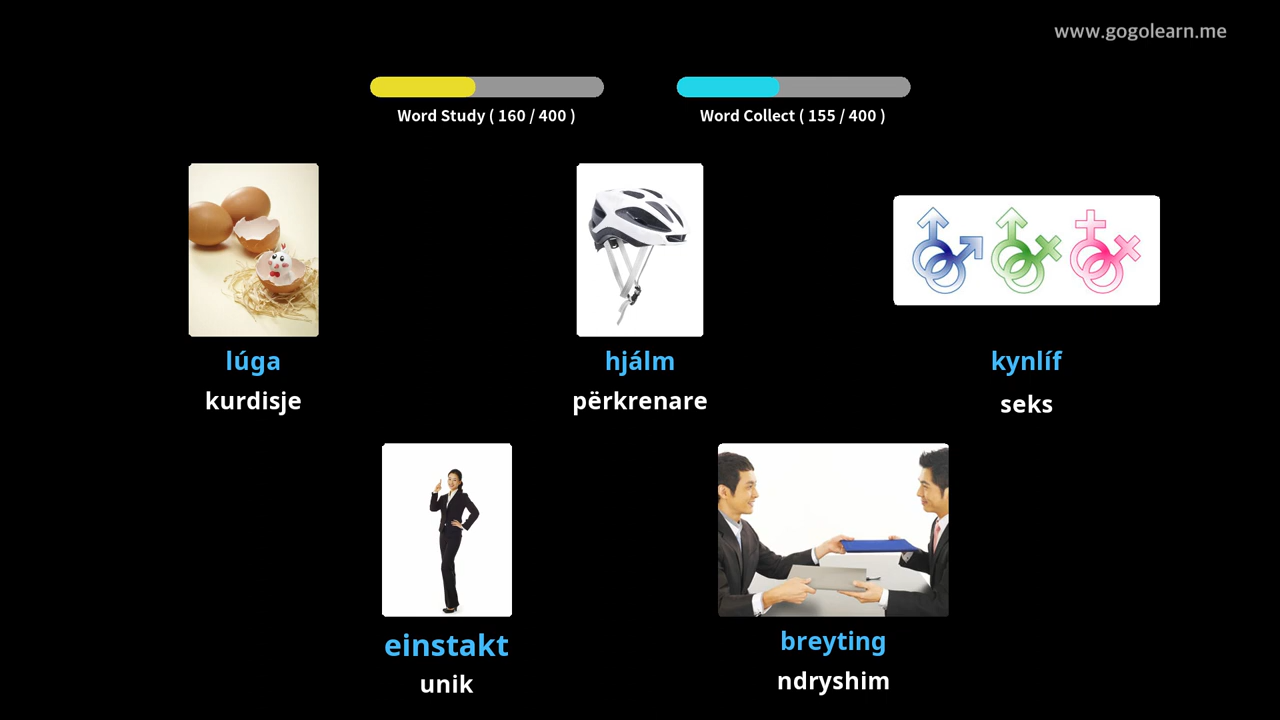 www.gogolearn.me
Word Study ( 160 / 400 )
Word Collect ( 155 / 400 )
lúga
hjálm
kynlíf
kurdisje
përkrenare
seks
einstakt
breyting
unik
ndryshim